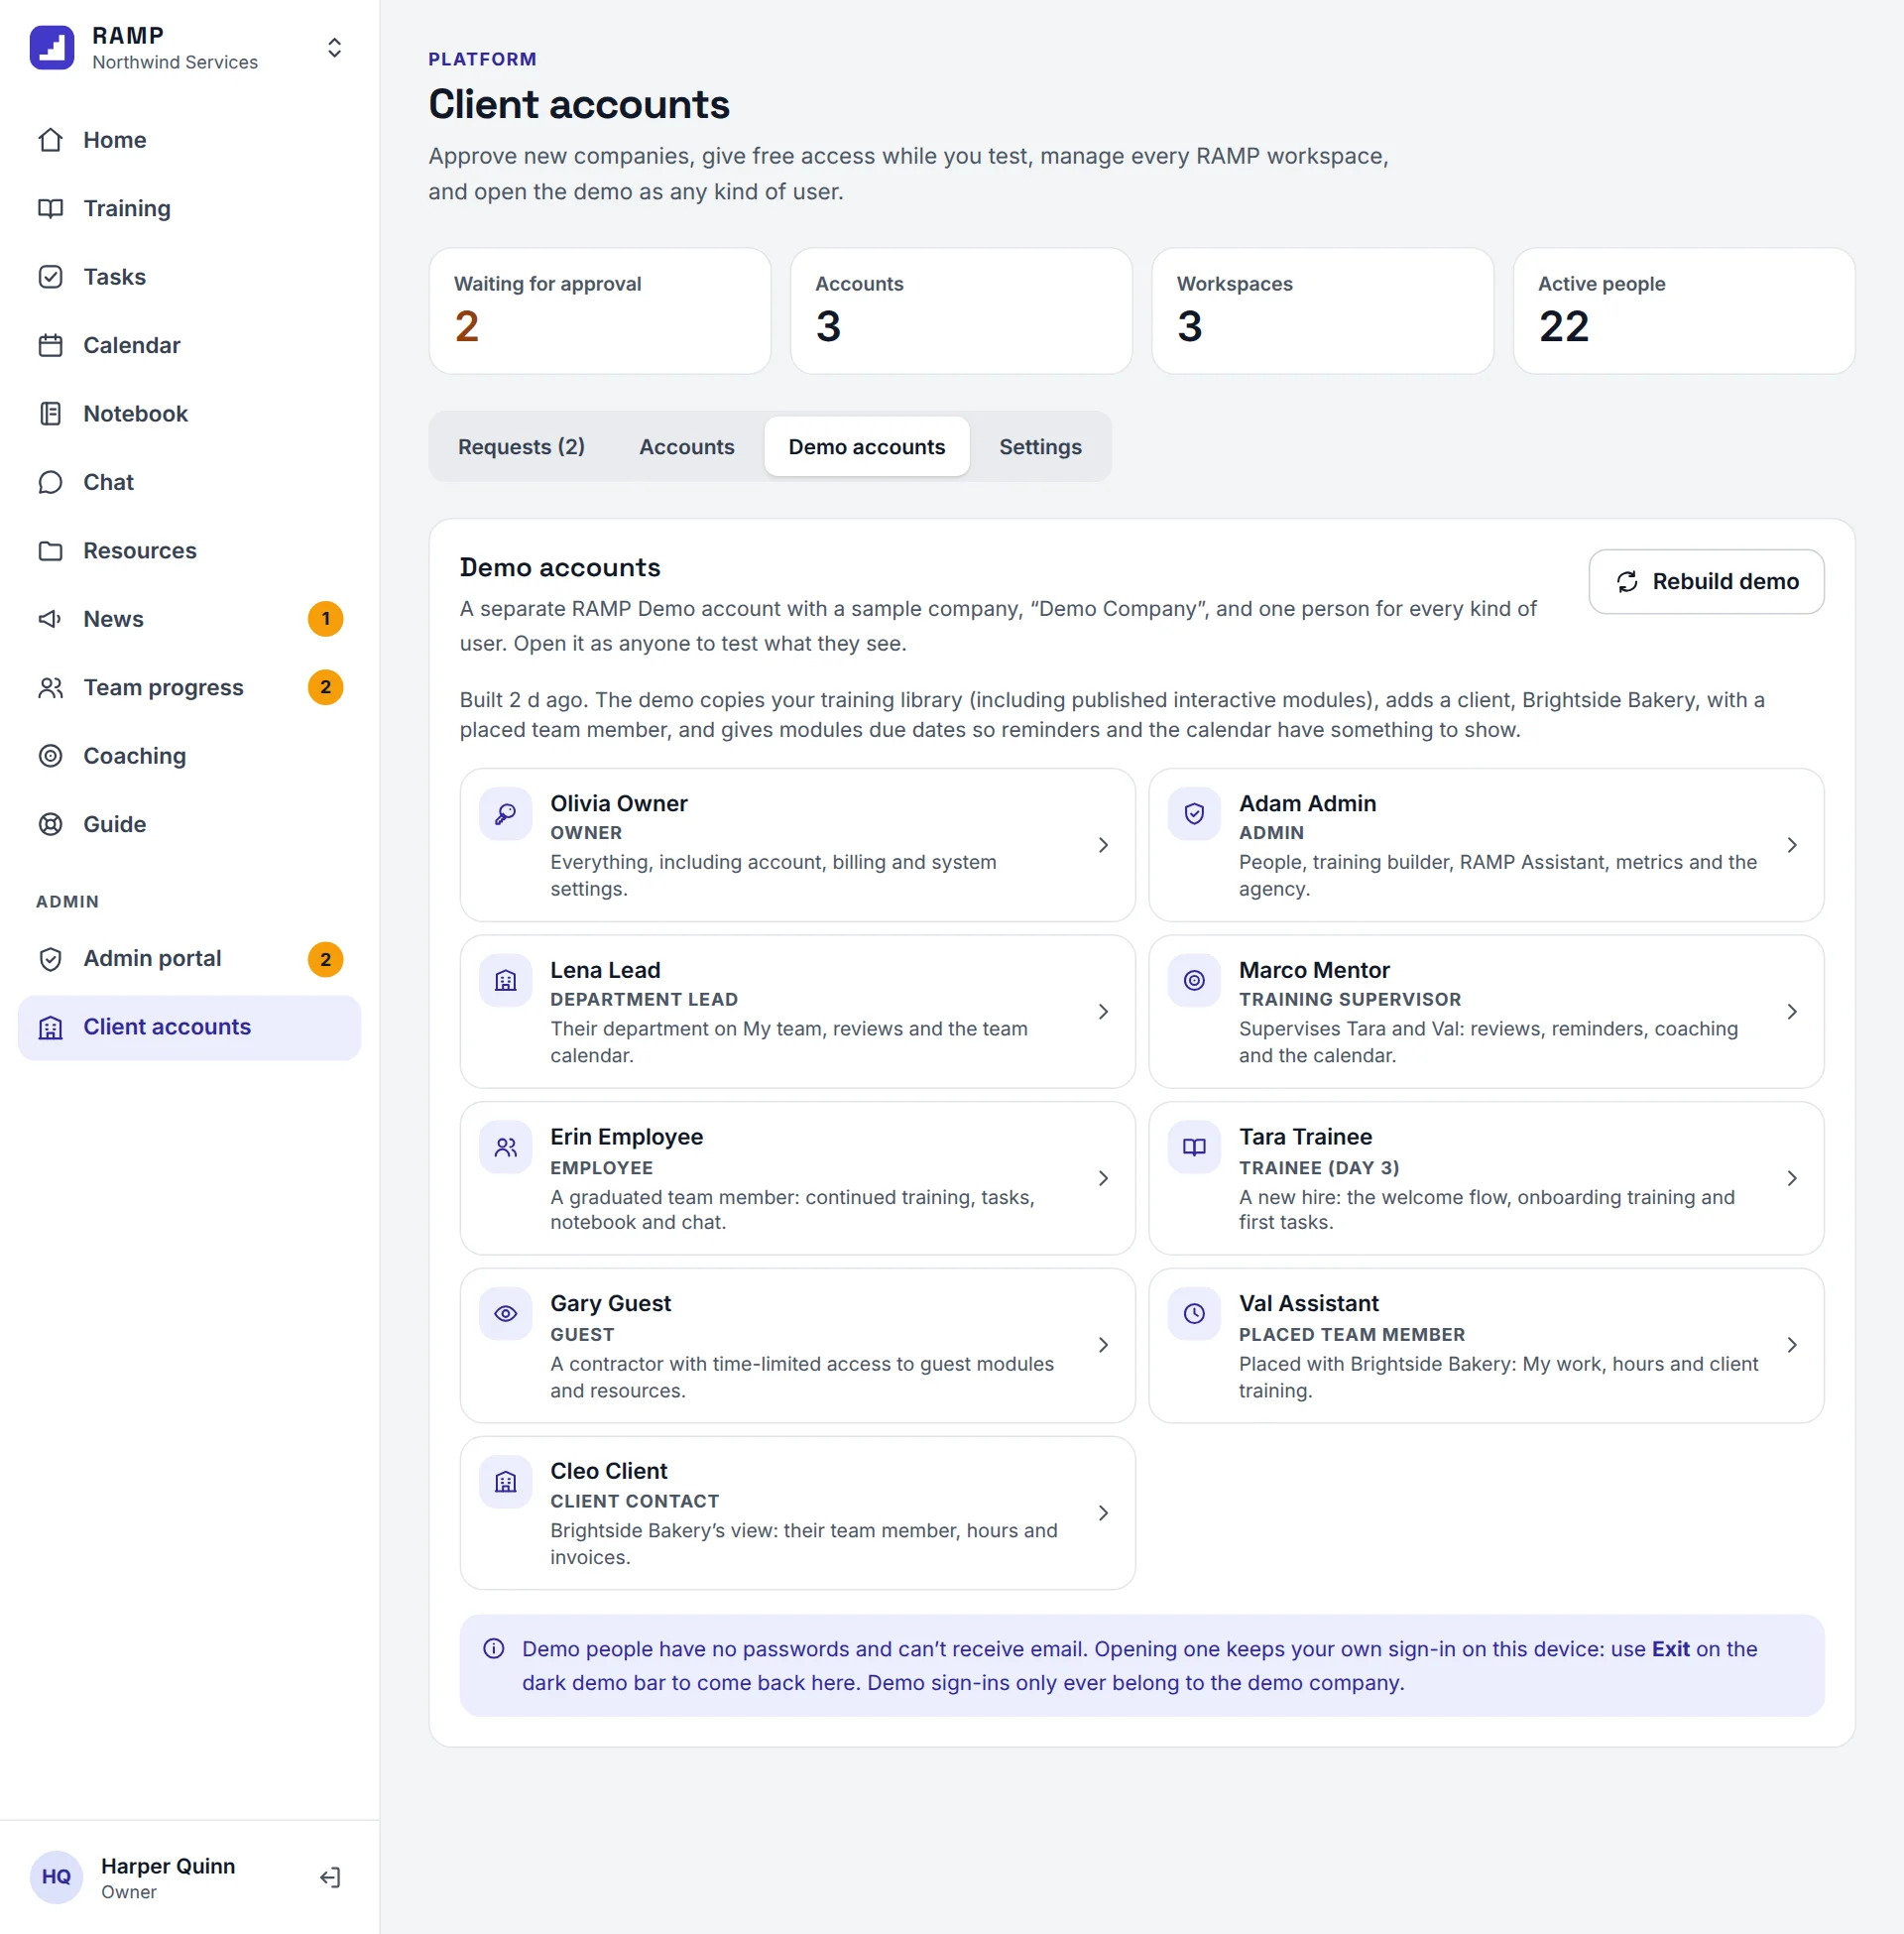 RAMP
Northwind Services
Home
Training
Tasks
Calendar
Notebook
Chat
Resources
News 1
Team progress 2
Coaching
Guide
ADMIN
Admin portal 2
Client accounts
HQ
Harper Quinn
Owner
PLATFORM
Client accounts
Approve new companies, give free access while you test, manage every RAMP workspace,
and open the demo as any kind of user.
Waiting for approval
2
Accounts
3
Workspaces
3
Active people
22
Requests (2)
Accounts
Demo accounts
Settings
Demo accounts
A separate RAMP Demo account with a sample company, “Demo Company”, and one person for every kind of
user. Open it as anyone to test what they see.
Rebuild demo
Built 2 d ago. The demo copies your training library (including published interactive modules), adds a client, Brightside Bakery, with a
placed team member, and gives modules due dates so reminders and the calendar have something to show.
Olivia Owner
OWNER
Everything, including account, billing and system
settings.
Adam Admin
ADMIN
People, training builder, RAMP Assistant, metrics and the
agency.
Lena Lead
DEPARTMENT LEAD
Their department on My team, reviews and the team
calendar.
Marco Mentor
TRAINING SUPERVISOR
Supervises Tara and Val: reviews, reminders, coaching
and the calendar.
Erin Employee
EMPLOYEE
A graduated team member: continued training, tasks,
notebook and chat.
Tara Trainee
TRAINEE (DAY 3)
A new hire: the welcome flow, onboarding training and
first tasks.
Gary Guest
GUEST
A contractor with time-limited access to guest modules
and resources.
Val Assistant
PLACED TEAM MEMBER
Placed with Brightside Bakery: My work, hours and client
training.
Cleo Client
CLIENT CONTACT
Brightside Bakery’s view: their team member, hours and
invoices.
Demo people have no passwords and can’t receive email. Opening one keeps your own sign-in on this device: use Exit on the
dark demo bar to come back here. Demo sign-ins only ever belong to the demo company.